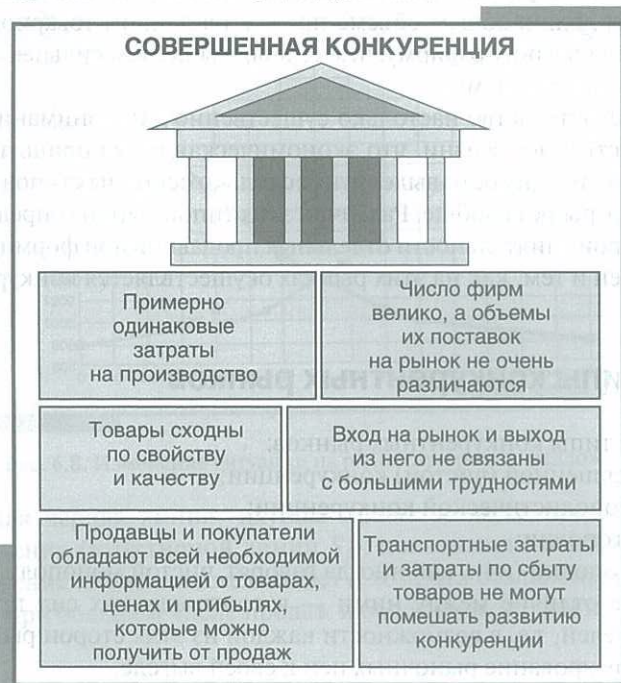 СОВЕРШЕННАЯ КОНКУРЕНЦИЯ
Примерно
одинаковые
затраты
на производство
Число фирм
велико, а объемы
их поставок
на рынок не очень
различаются
Товары сходны
по свойству
и качеству
Вход на рынок и выход
из него не связаны
с большими трудностями
Продавцы и покупатели
обладают всей необходимой
информацией о товарах,
ценах и прибылях,
которые можно
получить от продаж
Транспортные затраты
и затраты по сбыту
товаров не могут
помешать развитию
конкуренции